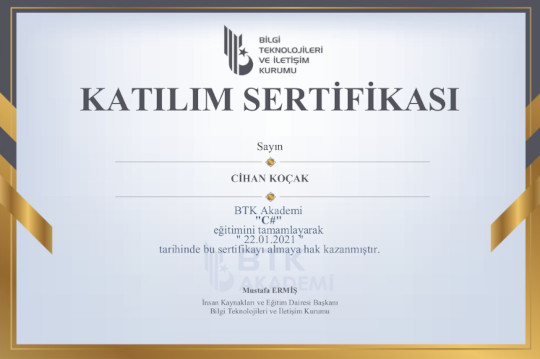 BİLGİ
TEKNOLOJİLERİ
VE İLETİŞİM
KURUMU
KATILIM SERTİFİKASI
Sayın
CİHAN KOÇAK
BTK Akademi
"C#"
eğitimini tamamlayarak
" 22.01.2021 "
tarihinde bu sertifikayı almaya hak kazanmıştır.
BTK
AKADEMİ
Mustafa ERMİŞ
İnsan Kaynakları ve Eğitim Dairesi Başkanı
Bilgi Teknolojileri ve İletişim Kurumu